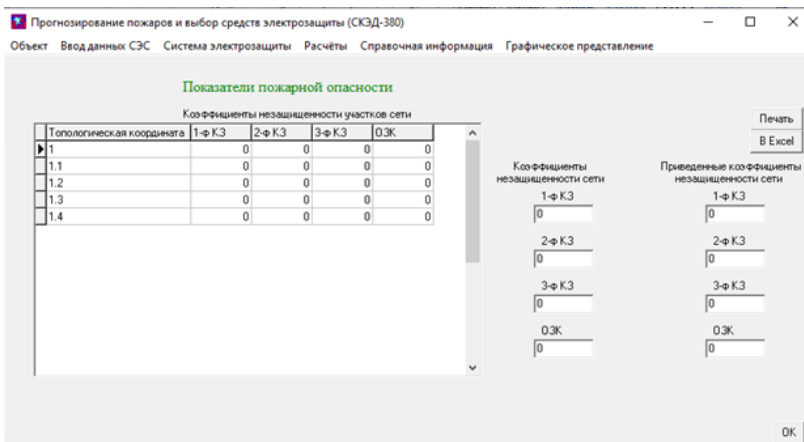 Прогнозирование пожаров и выбор средств электрозащиты (СКЭД-380)
Объект Ввод данных СЭС Система электрозащиты Расчёты Справочная информация Графическое представление
Показатели пожарной опасности
Коэффициенты незащищенности участков сети
Топологическая координата 1-ф КЗ 2-ф КЗ 3-ф КЗ ОЗК
1 0 0 0 0
1.1 0 0 0 0
1.2 0 0 0 0
1.3 0 0 0 0
1.4 0 0 0 0
Печать
В Excel
Коэффициенты
незащищенности сети
1-ф КЗ
0
2-ф КЗ
0
3-ф КЗ
0
ОЗК
0
Приведенные коэффициенты
незащищенности сети
1-ф КЗ
0
2-ф КЗ
0
3-ф КЗ
0
ОЗК
0
OK